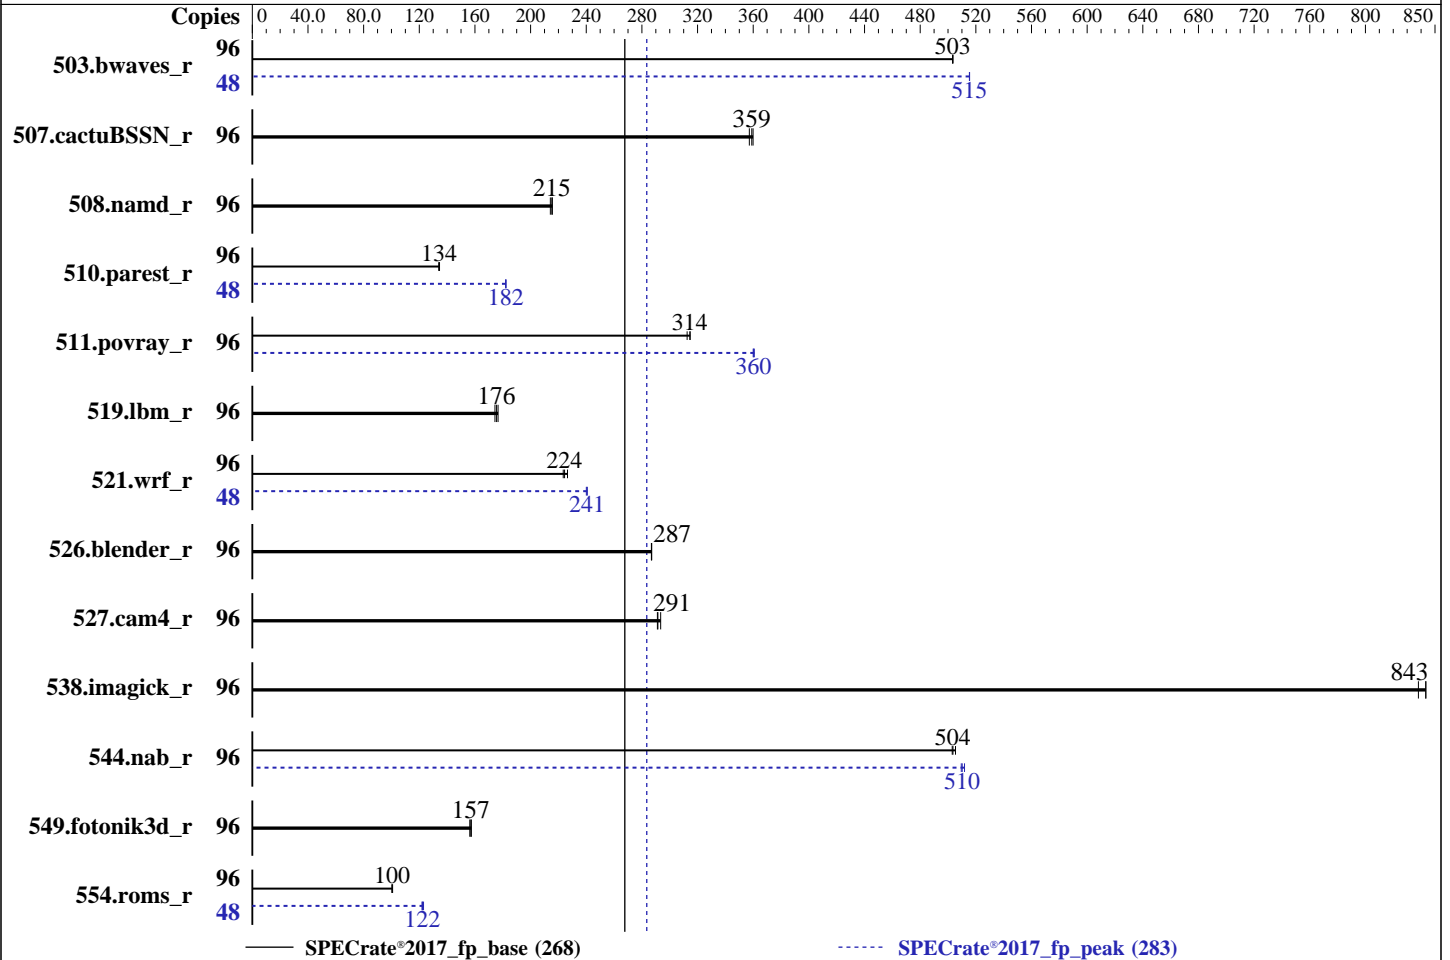 Copies 0 40.0 80.0 120 160 200 240 280 320 360 400 440 480 520 560 600 640 680 720 760 800 850
503.bwaves_r 96 503
48 515
507.cactuBSSN_r 96 359
508.namd_r 96 215
510.parest_r 96 134
48 182
511.povray_r 96 314
360
519.lbm_r 96 176
521.wrf_r 96 224
48 241
526.blender_r 96 287
527.cam4_r 96 291
538.imagick_r 96 843
544.nab_r 96 504
510
549.fotonik3d_r 96 157
554.roms_r 96 100
48 122
SPECrate®2017_fp_base (268) SPECrate®2017_fp_peak (283)